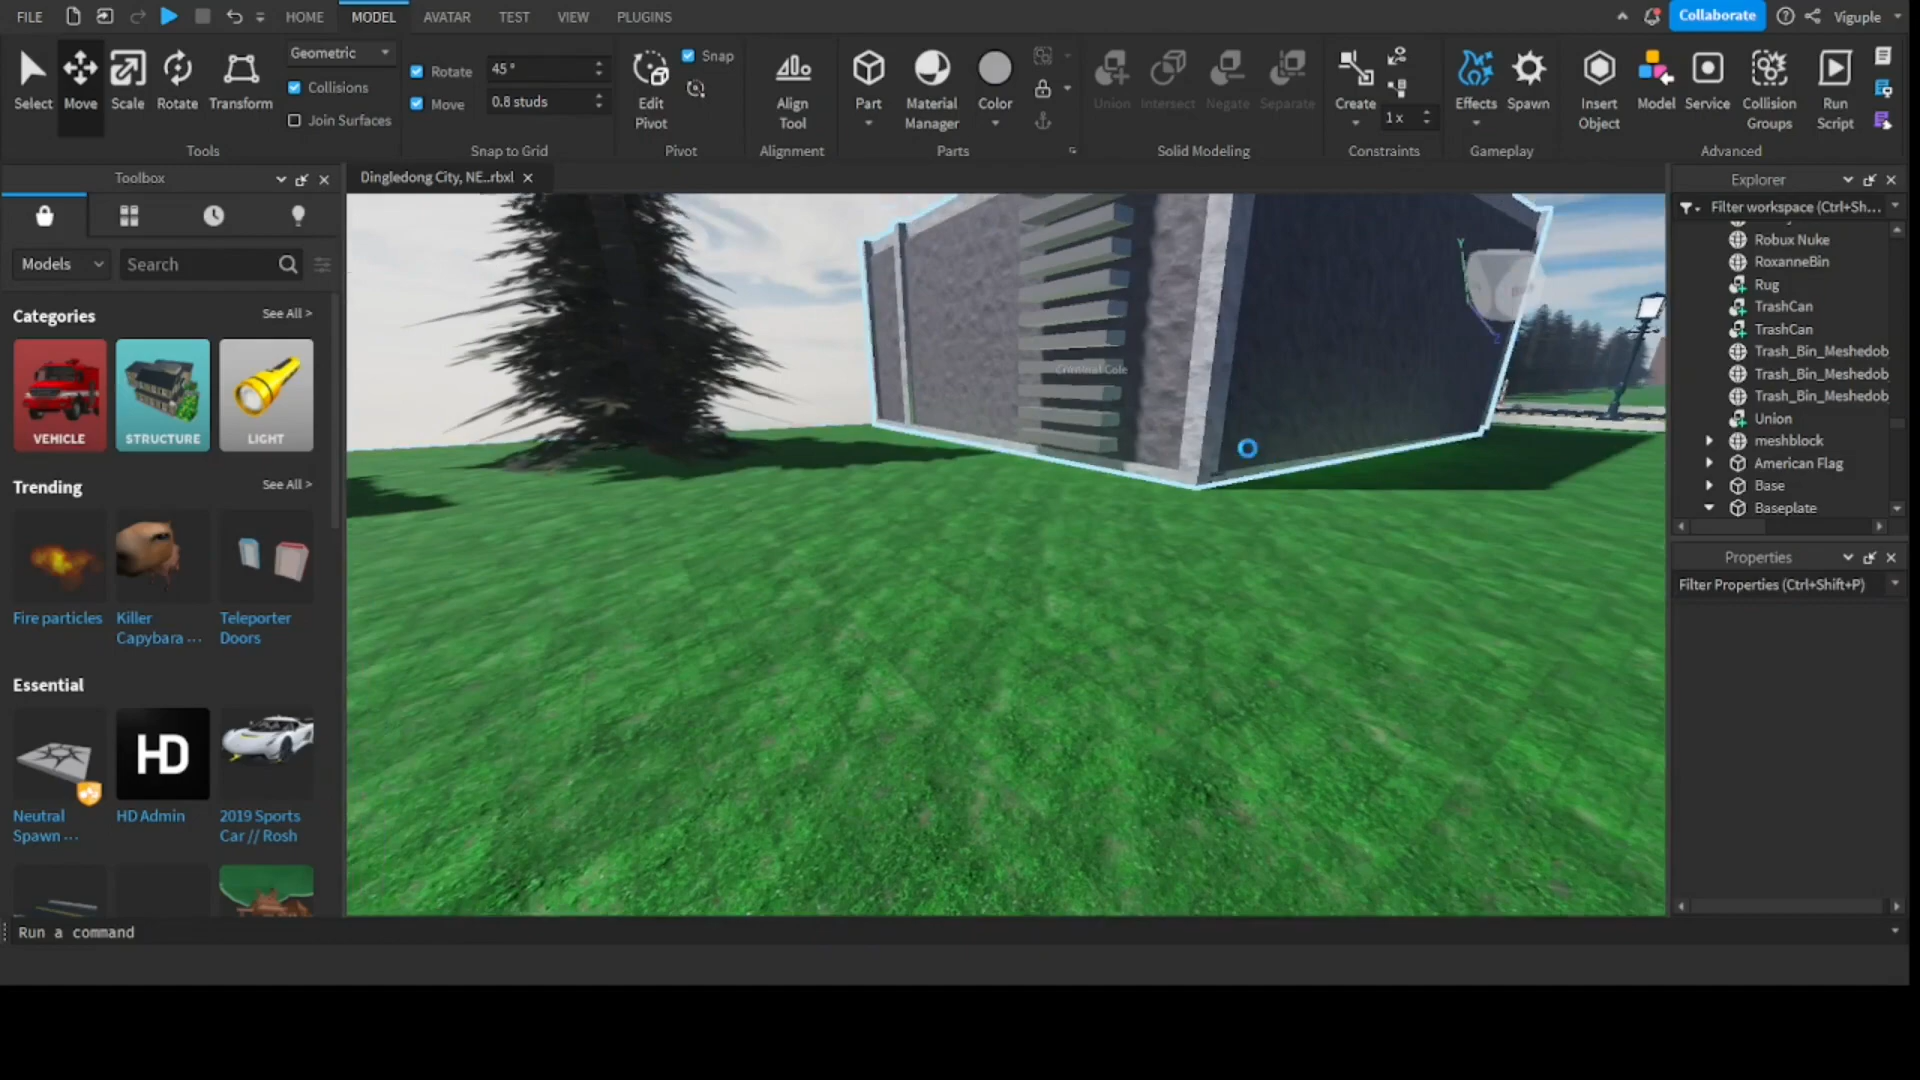 FILE HOME MODEL AVATAR TEST VIEW PLUGINS Collaborate Viguple
Select Move Scale Rotate Transform
Geometric
Collisions
Join Surfaces
Tools
Rotate 45 °
Move 0.8 studs
Snap to Grid
Edit Pivot
Snap
Pivot
Align Tool
Alignment
Part
Material Manager
Color
Parts
Union Intersect Negate Separate
Solid Modeling
Create
1 x
Constraints
Effects Spawn
Gameplay
Insert Object
Model
Service
Collision Groups
Run Script
Advanced
Toolbox
Models
Search
Categories See All >
VEHICLE STRUCTURE LIGHT
Trending See All >
Fire particles
Killer Capybara ...
Teleporter Doors
Essential
Neutral Spawn ...
HD
HD Admin
2019 Sports Car // Rosh
Dingledong City, NE...rbxl
Criminal Cole
Y
Z
Explorer
Filter workspace (Ctrl+Sh...
Robux Nuke
RoxanneBin
Rug
TrashCan
TrashCan
Trash_Bin_Meshedob
Trash_Bin_Meshedob
Trash_Bin_Meshedob
Union
meshblock
American Flag
Base
Baseplate
Properties
Filter Properties (Ctrl+Shift+P)
Run a command